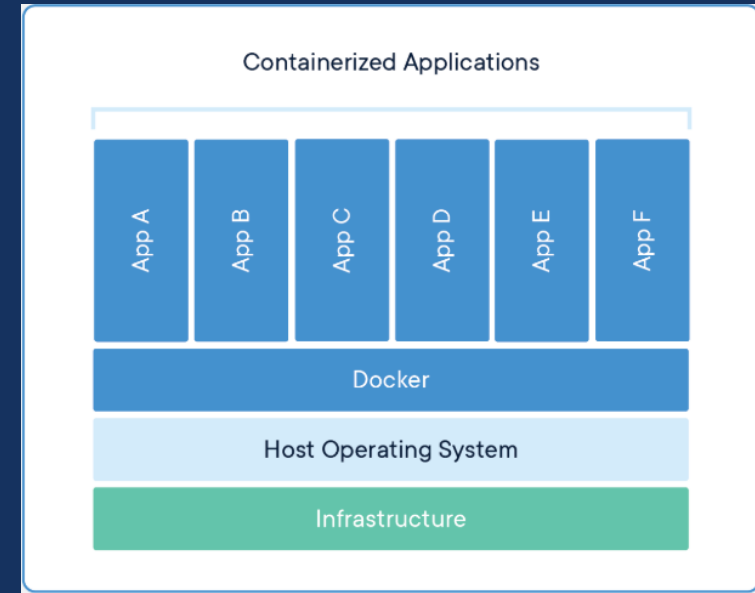 Containerized Applications
App A
App B
App C
App D
App E
App F
Docker
Host Operating System
Infrastructure